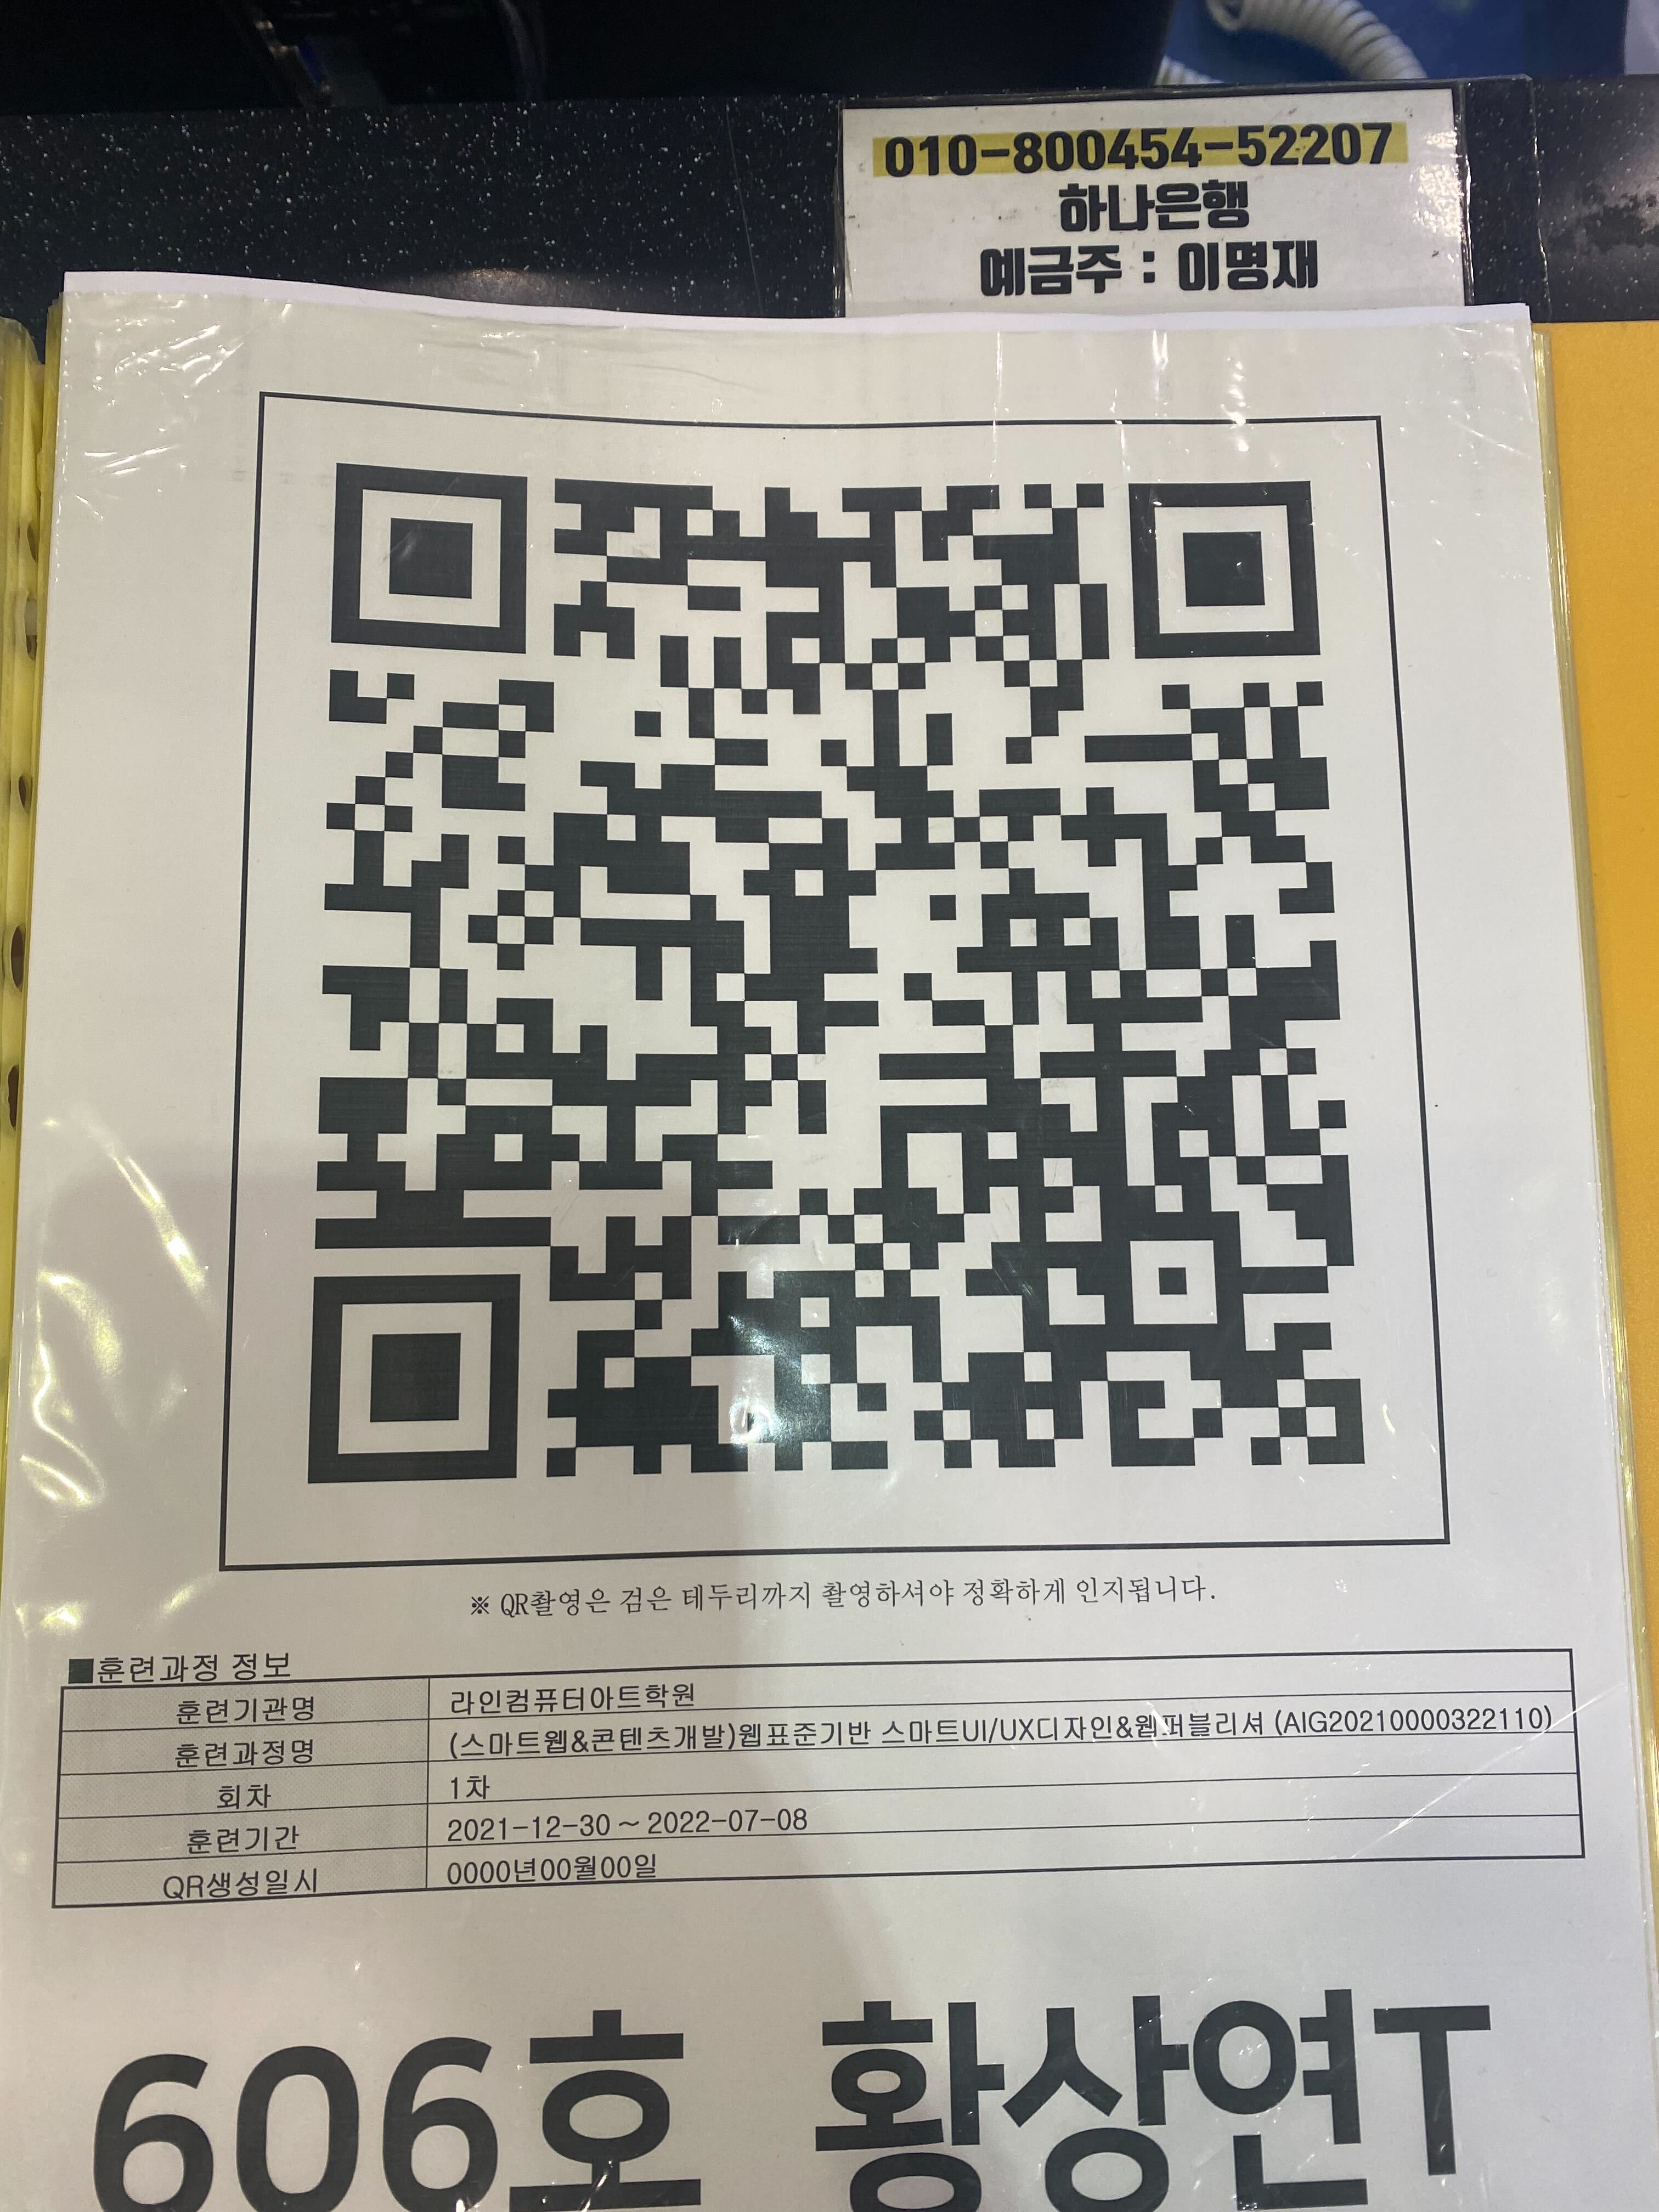 010-800454-52207
하나은행
예금주 : 이명재
※ QR촬영은 검은 테두리까지 촬영하셔야 정확하게 인지됩니다.
■훈련과정 정보
훈련기관명 라인컴퓨터아트학원
훈련과정명 (스마트웹&콘텐츠개발)웹표준기반 스마트UI/UX디자인&웹퍼블리셔 (AIG20210000322110)
회차 1차
훈련기간 2021-12-30 ~ 2022-07-08
QR생성일시 0000년00월00일
606호 황상연T